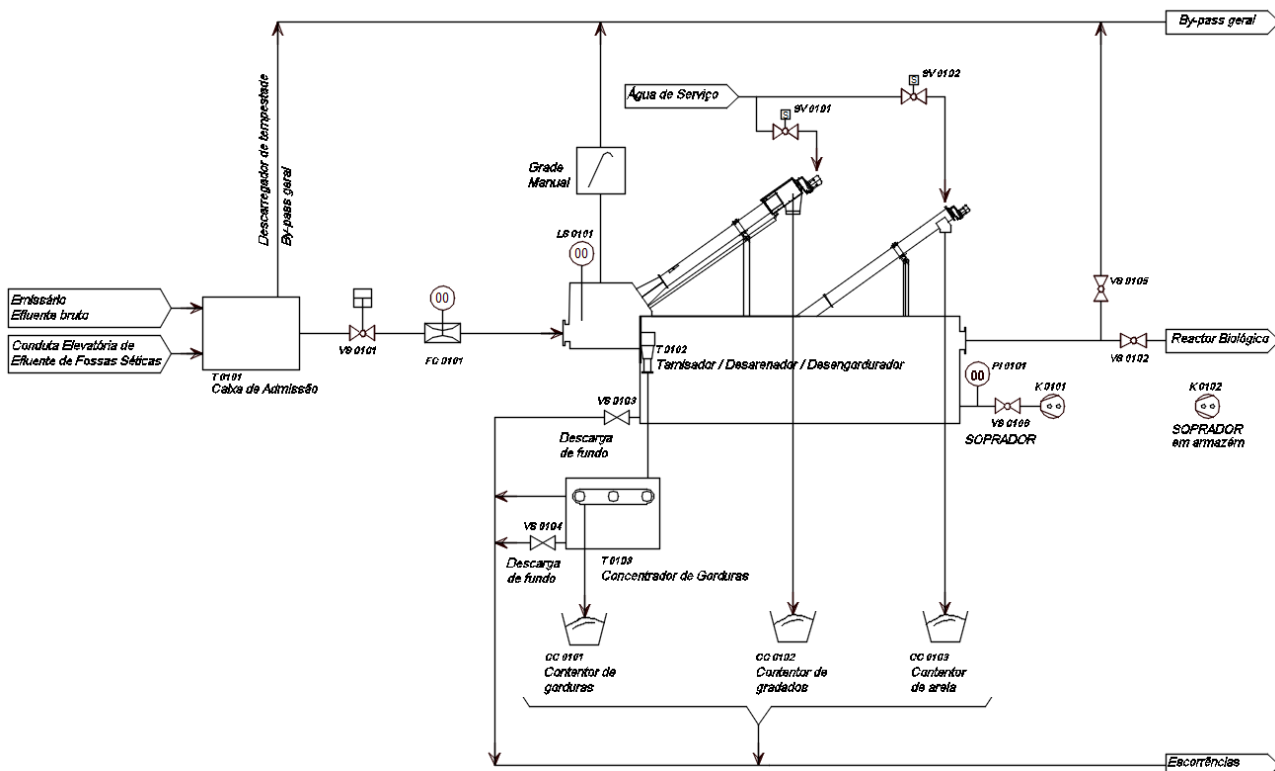 By-pass geral
SV 0102
Água de Serviço
SV 0101
Descarregador de tempestade
By-pass geral
Grade
Manual
LS 0101
00
VS 0105
Emissário
Efluente bruto
00
Conduta Elevatória de
Efluente de Fossas Séticas
VS 0101
FC 0101
T 0102
Tamisador / Desarenador / Desengordurador
Reactor Biológico
VS 0102
T 0101
Caixa de Admissão
00
PI 0101
K 0101
K 0102
VS 0103
VS 0106
Descarga
de fundo
SOPRADOR
SOPRADOR
em armazém
VS 0104
Descarga
de fundo
T 0103
Concentrador de Gorduras
CC 0101
Contentor de
gorduras
CC 0102
Contentor de
gradados
CC 0103
Contentor
de areia
Escorrências